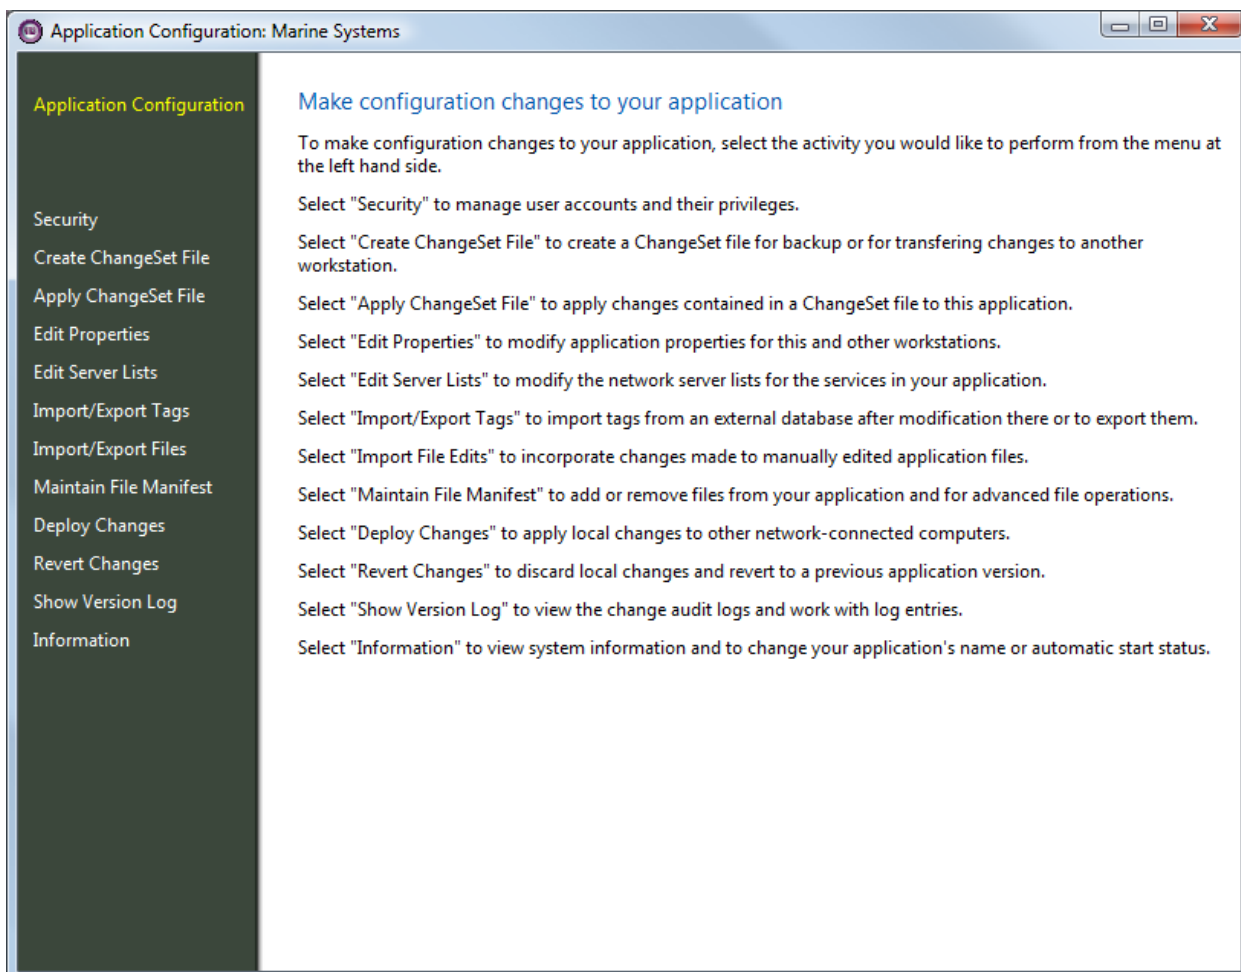 Application Configuration: Marine Systems
Application Configuration
Security
Create ChangeSet File
Apply ChangeSet File
Edit Properties
Edit Server Lists
Import/Export Tags
Import/Export Files
Maintain File Manifest
Deploy Changes
Revert Changes
Show Version Log
Information
Make configuration changes to your application
To make configuration changes to your application, select the activity you would like to perform from the menu at
the left hand side.
Select "Security" to manage user accounts and their privileges.
Select "Create ChangeSet File" to create a ChangeSet file for backup or for transfering changes to another
workstation.
Select "Apply ChangeSet File" to apply changes contained in a ChangeSet file to this application.
Select "Edit Properties" to modify application properties for this and other workstations.
Select "Edit Server Lists" to modify the network server lists for the services in your application.
Select "Import/Export Tags" to import tags from an external database after modification there or to export them.
Select "Import File Edits" to incorporate changes made to manually edited application files.
Select "Maintain File Manifest" to add or remove files from your application and for advanced file operations.
Select "Deploy Changes" to apply local changes to other network-connected computers.
Select "Revert Changes" to discard local changes and revert to a previous application version.
Select "Show Version Log" to view the change audit logs and work with log entries.
Select "Information" to view system information and to change your application's name or automatic start status.